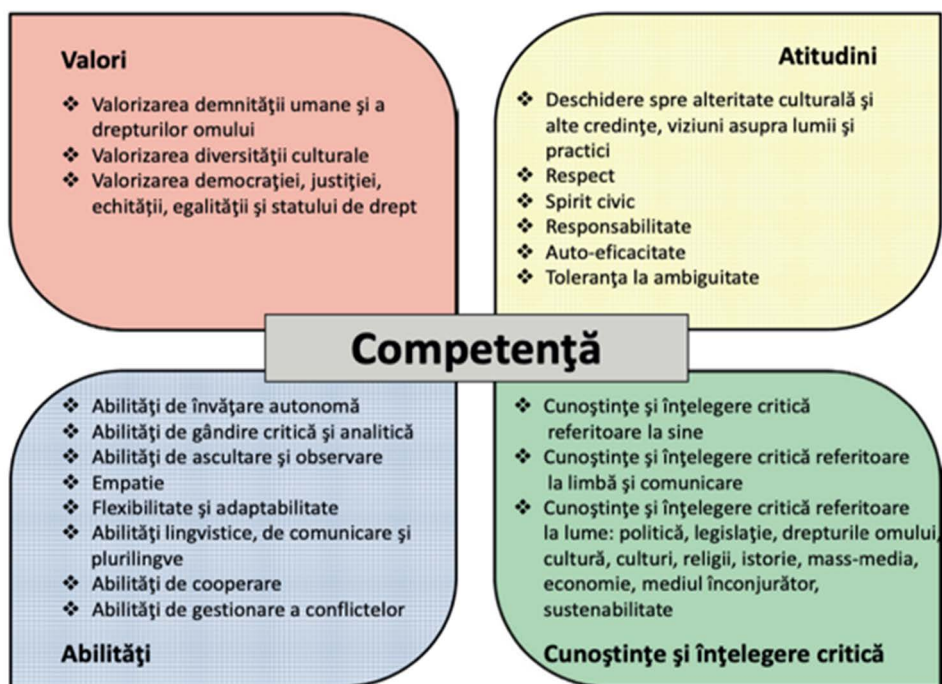 Valori
❖ Valorizarea demnităţii umane şi a
drepturilor omului
❖ Valorizarea diversităţii culturale
❖ Valorizarea democraţiei, justiţiei,
echităţii, egalităţii şi statului de drept
Atitudini
❖ Deschidere spre alteritate culturală şi
alte credinţe, viziuni asupra lumii şi
practici
❖ Respect
❖ Spirit civic
❖ Responsabilitate
❖ Auto-eficacitate
❖ Toleranţa la ambiguitate
Competenţă
❖ Abilităţi de învăţare autonomă
❖ Abilităţi de gândire critică şi analitică
❖ Abilităţi de ascultare şi observare
❖ Empatie
❖ Flexibilitate şi adaptabilitate
❖ Abilităţi lingvistice, de comunicare şi
plurilingve
❖ Abilităţi de cooperare
❖ Abilităţi de gestionare a conflictelor
Abilităţi
❖ Cunoştinţe şi înţelegere critică
referitoare la sine
❖ Cunoştinţe şi înţelegere critică referitoare
la limbă şi comunicare
❖ Cunoştinţe şi înţelegere critică referitoare
la lume: politică, legislaţie, drepturile omului,
cultură, culturi, religii, istorie, mass-media,
economie, mediul înconjurător,
sustenabilitate
Cunoştinţe şi înţelegere critică